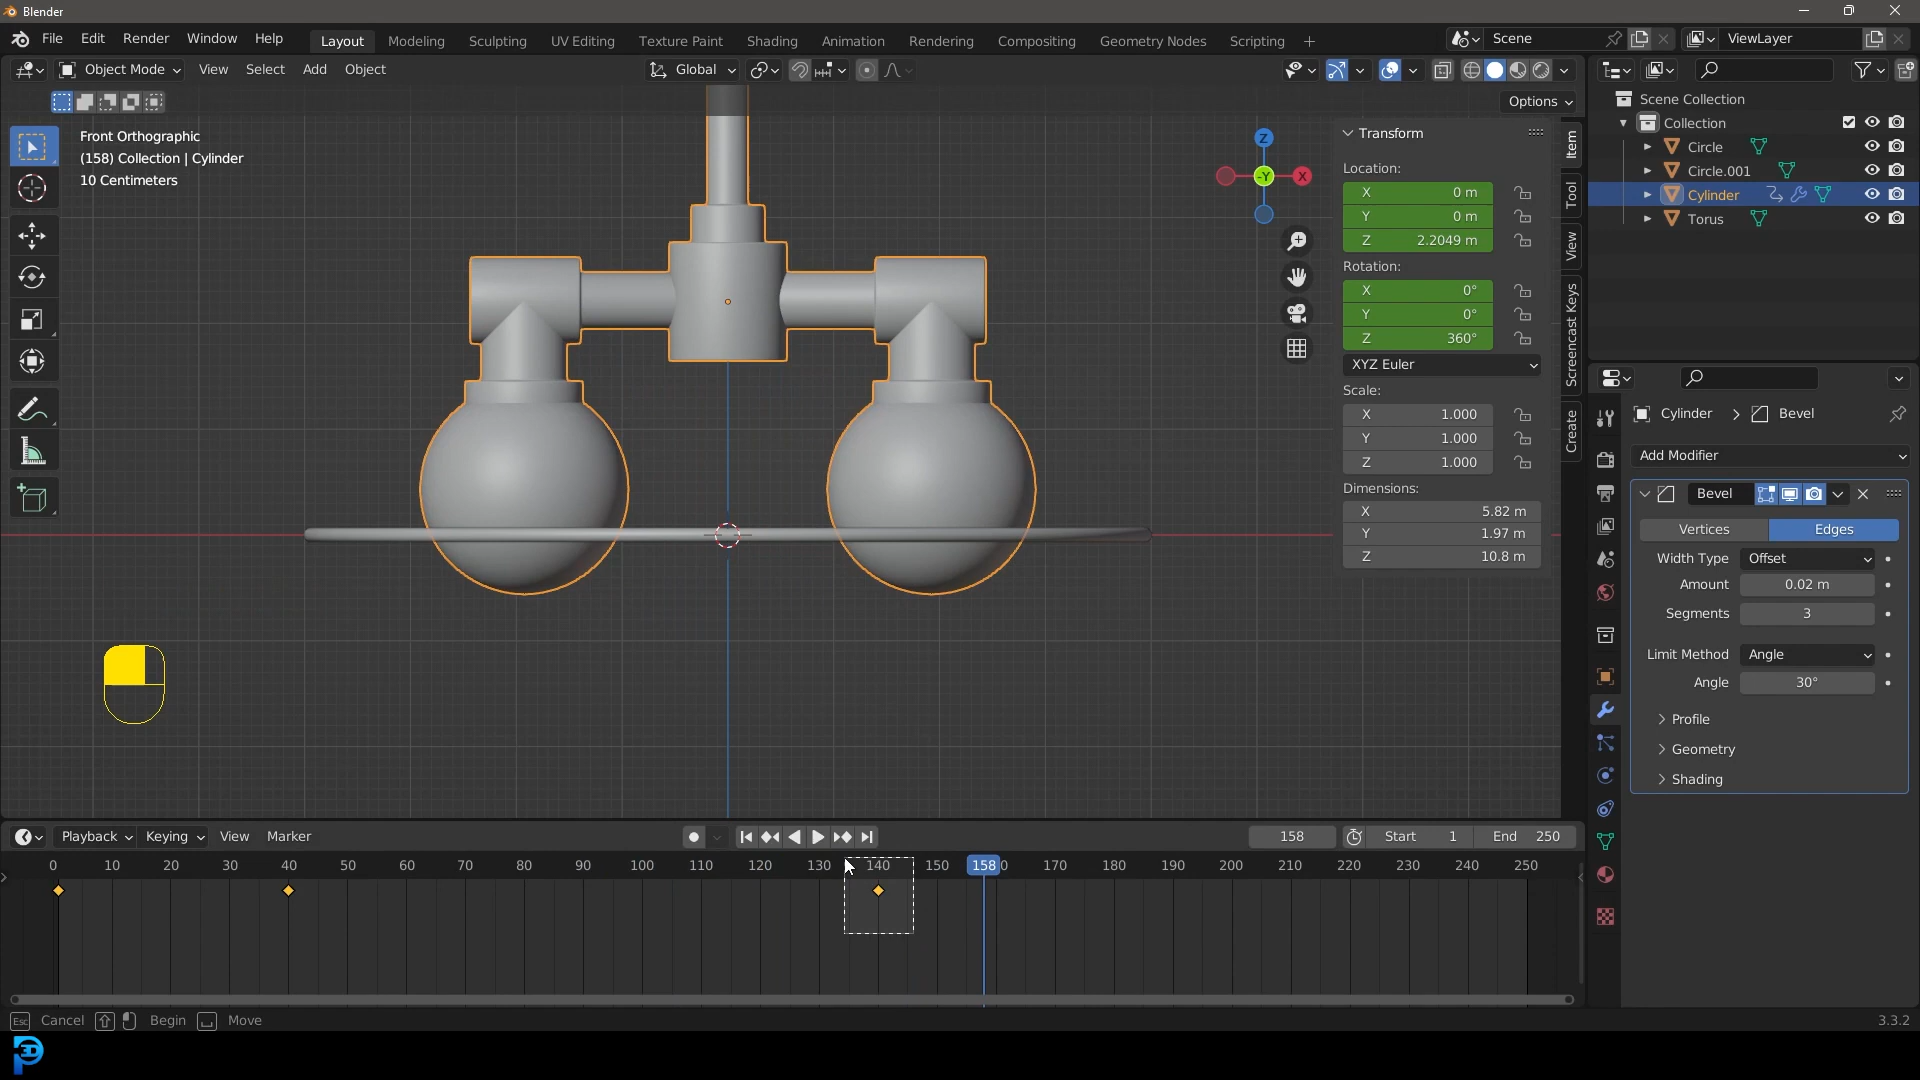 Blender
File Edit Render Window Help
Layout Modeling Sculpting UV Editing Texture Paint Shading Animation Rendering Compositing Geometry Nodes Scripting +
Scene
ViewLayer
Object Mode View Select Add Object
Global
Options
Front Orthographic
(158) Collection | Cylinder
10 Centimeters
Z
-Y
X
Transform
Location:
X 0 m
Y 0 m
Z 2.2049 m
Rotation:
X 0°
Y 0°
Z 360°
XYZ Euler
Scale:
X 1.000
Y 1.000
Z 1.000
Dimensions:
X 5.82 m
Y 1.97 m
Z 10.8 m
Item
Tool
View
Screencast Keys
Create
Scene Collection
Collection
Circle
Circle.001
Cylinder
Torus
Cylinder > Bevel
Add Modifier
Bevel
Vertices Edges
Width Type Offset
Amount 0.02 m
Segments 3
Limit Method Angle
Angle 30°
Profile
Geometry
Shading
Playback Keying View Marker
158 Start 1 End 250
0 10 20 30 40 50 60 70 80 90 100 110 120 130 140 150 158 0 170 180 190 200 210 220 230 240 250
Esc Cancel Begin Move
3.3.2
3D